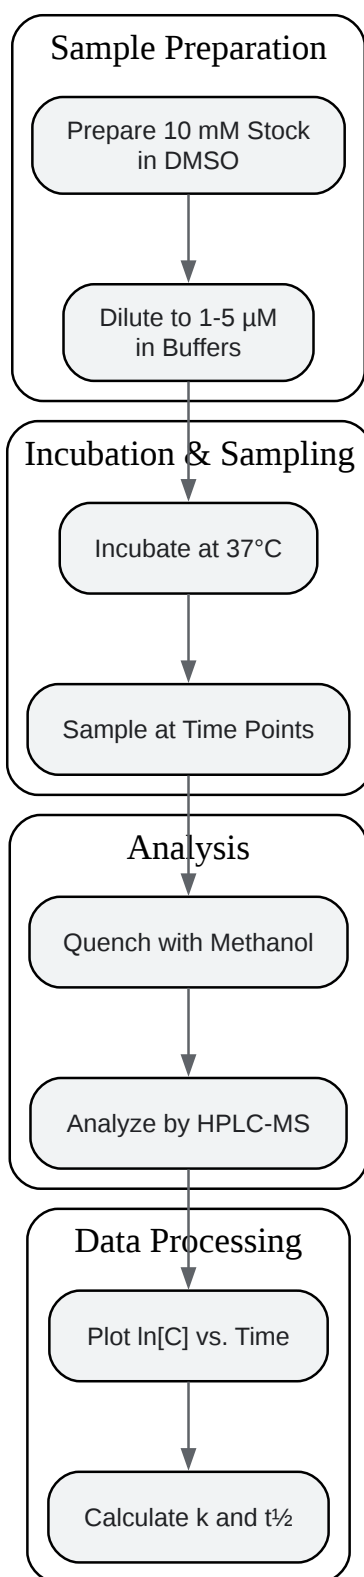 Sample Preparation
Prepare 10 mM Stock
in DMSO
Dilute to 1-5 µM
in Buffers
Incubation & Sampling
Incubate at 37°C
Sample at Time Points
Analysis
Quench with Methanol
Analyze by HPLC-MS
Data Processing
Plot ln[C] vs. Time
Calculate k and t½